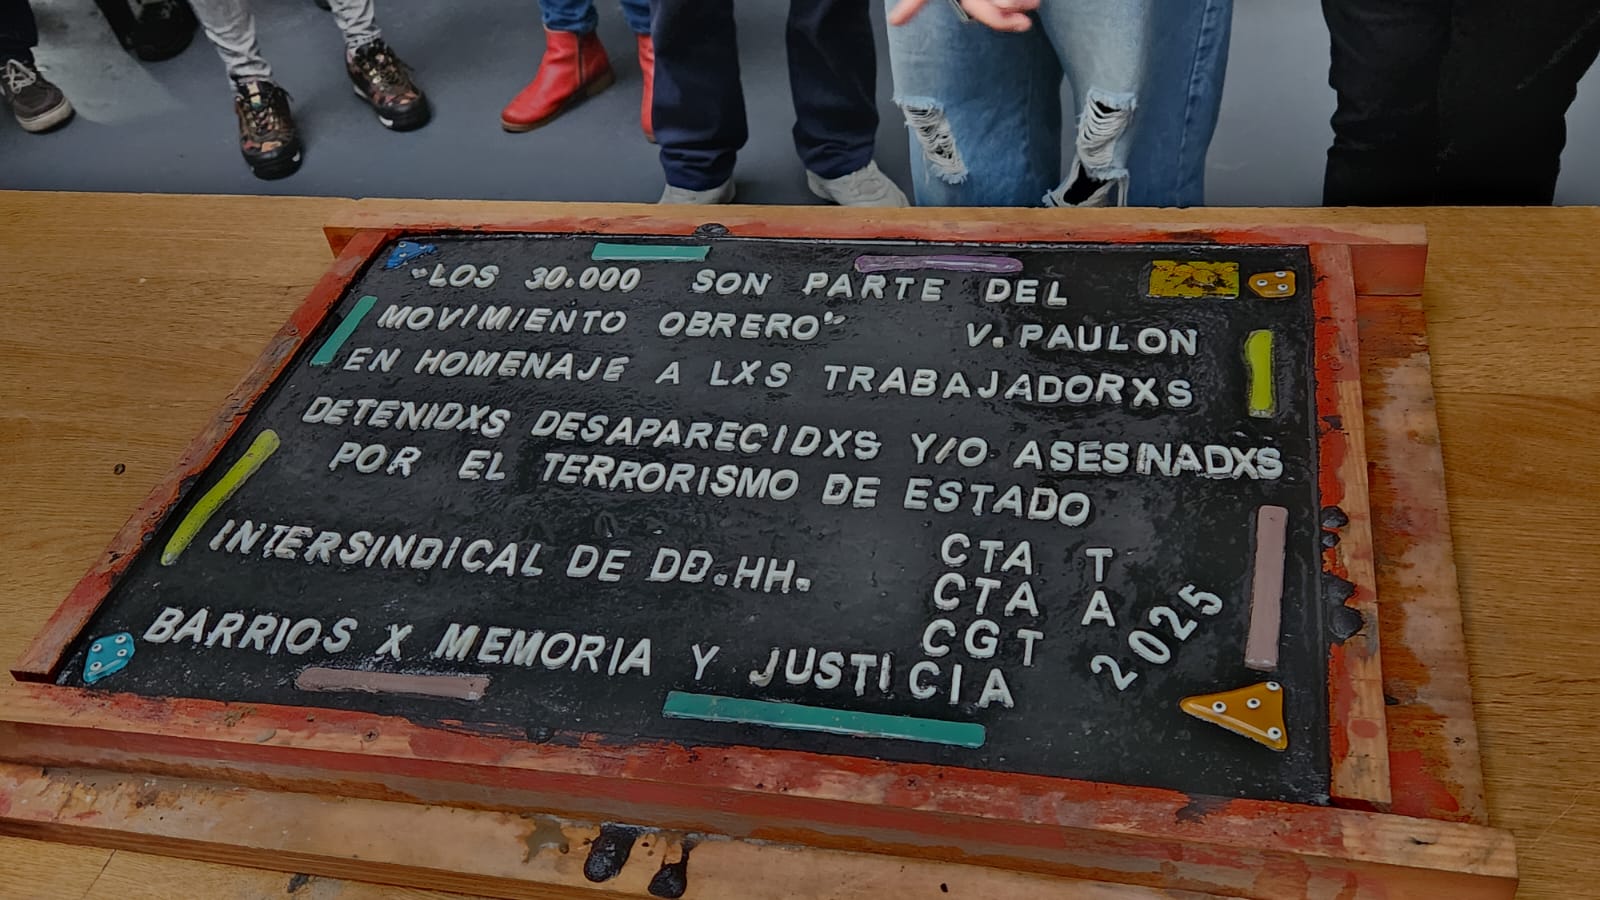 "LOS 30.000 SON PARTE DEL
MOVIMIENTO OBRERO" V. PAULON
EN HOMENAJE A LXS TRABAJADORXS
DETENIDXS DESAPARECIDXS Y/O ASESINADXS
POR EL TERRORISMO DE ESTADO
INTERSINDICAL DE DD.HH. CTA T
CTA A
CGT
BARRIOS X MEMORIA Y JUSTICIA
2025